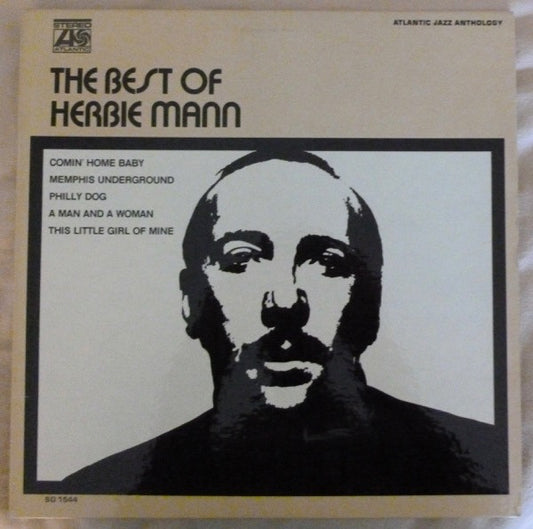 STEREO
ATLANTIC
ATLANTIC JAZZ ANTHOLOGY
THE BEST OF
HERBIE MANN
COMIN' HOME BABY
MEMPHIS UNDERGROUND
PHILLY DOG
A MAN AND A WOMAN
THIS LITTLE GIRL OF MINE
SD 1544